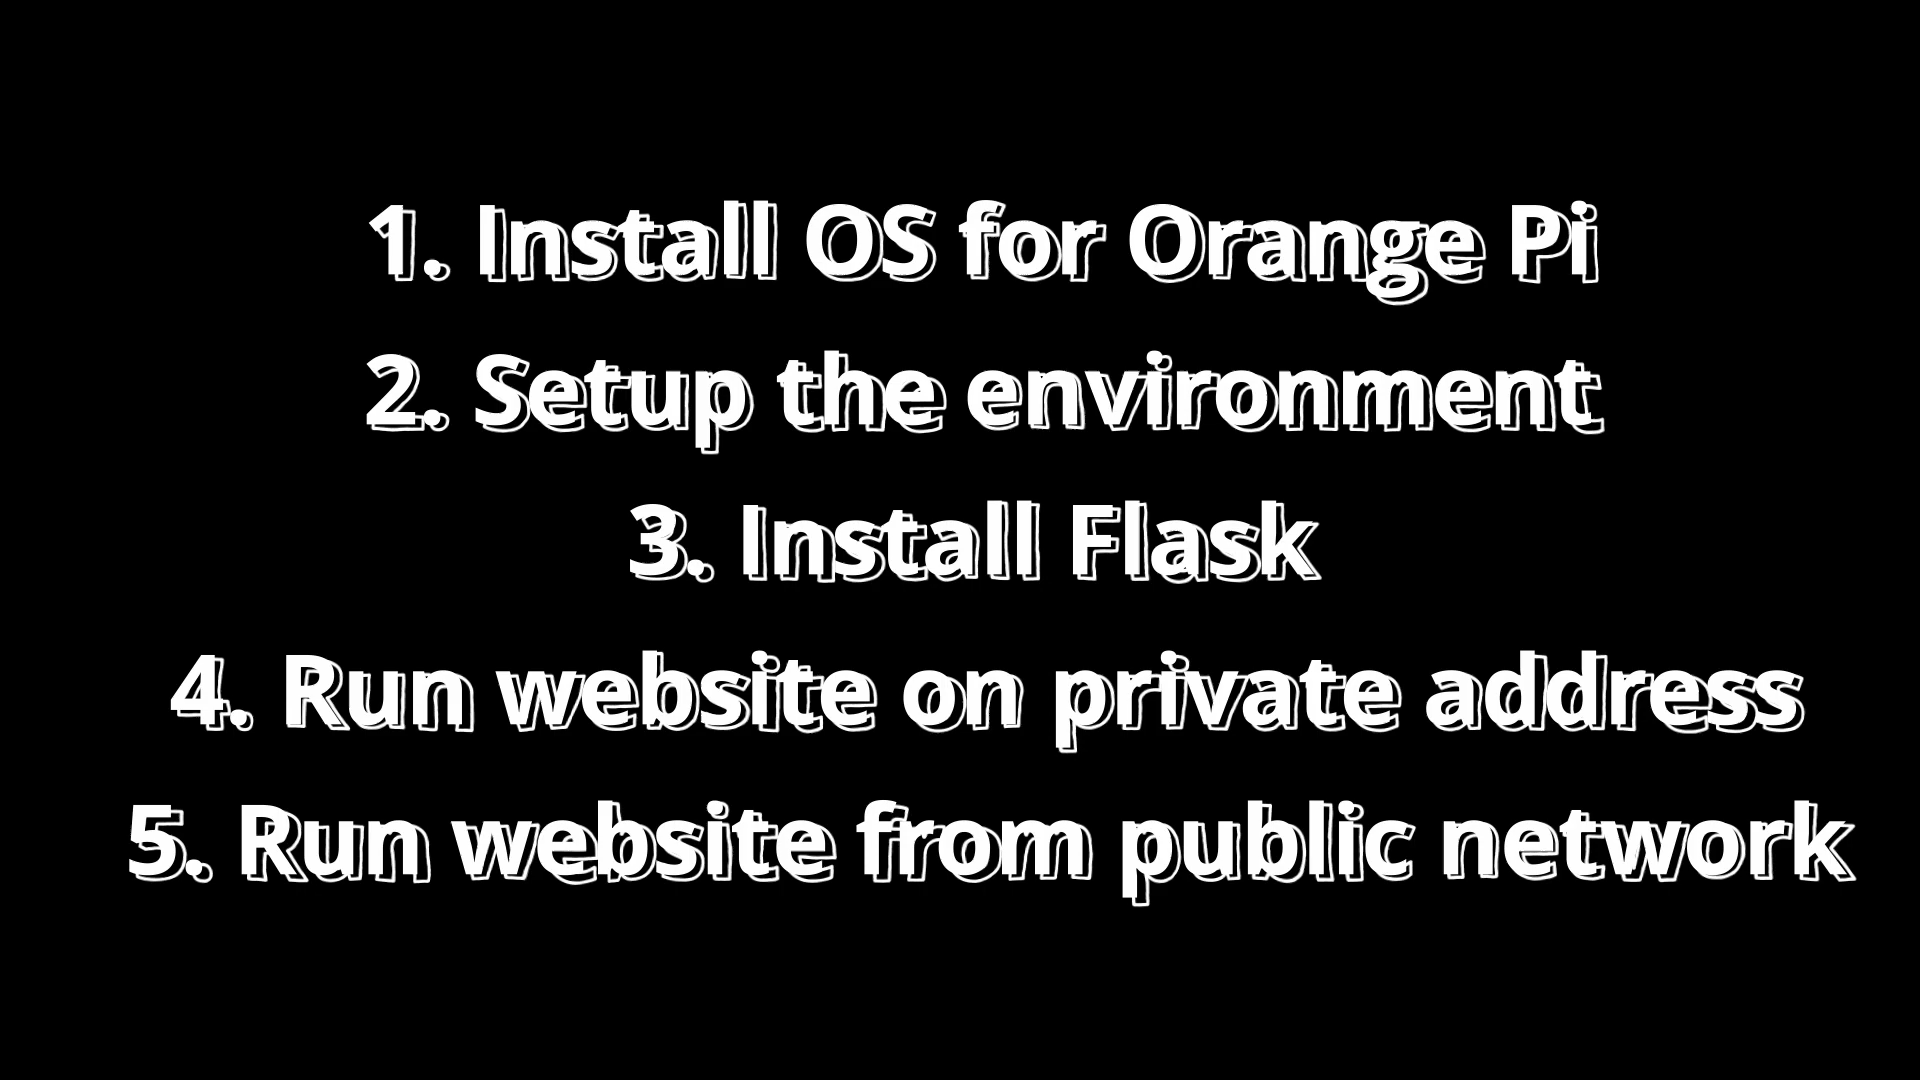 1. Install OS for Orange Pi
2. Setup the environment
3. Install Flask
4. Run website on private address
5. Run website from public network